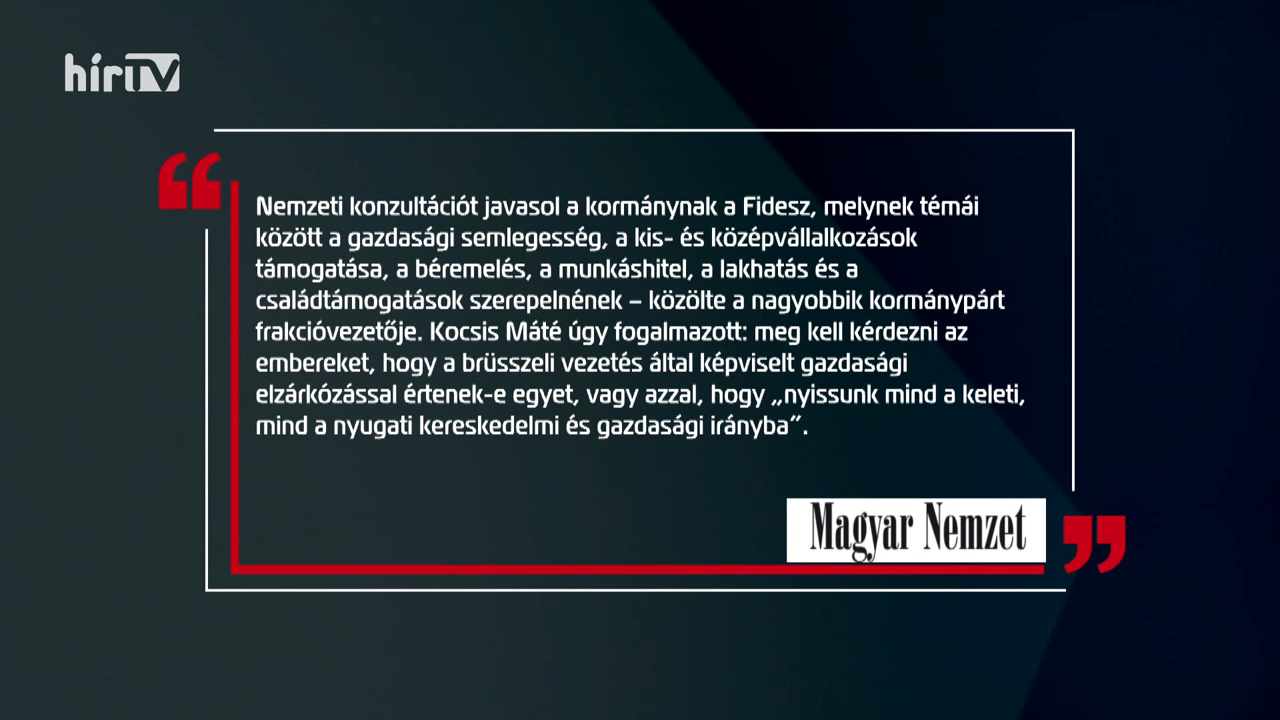 hírTV
Nemzeti konzultációt javasol a kormánynak a Fidesz, melynek témái
között a gazdasági semlegesség, a kis- és középvállalkozások
támogatása, a béremelés, a munkáshitel, a lakhatás és a
családtámogatások szerepelnének – közölte a nagyobbik kormánypárt
frakcióvezetője. Kocsis Máté úgy fogalmazott: meg kell kérdezni az
embereket, hogy a brüsszeli vezetés által képviselt gazdasági
elzárkózással értenek-e egyet, vagy azzal, hogy „nyissunk mind a keleti,
mind a nyugati kereskedelmi és gazdasági irányba”.
Magyar Nemzet